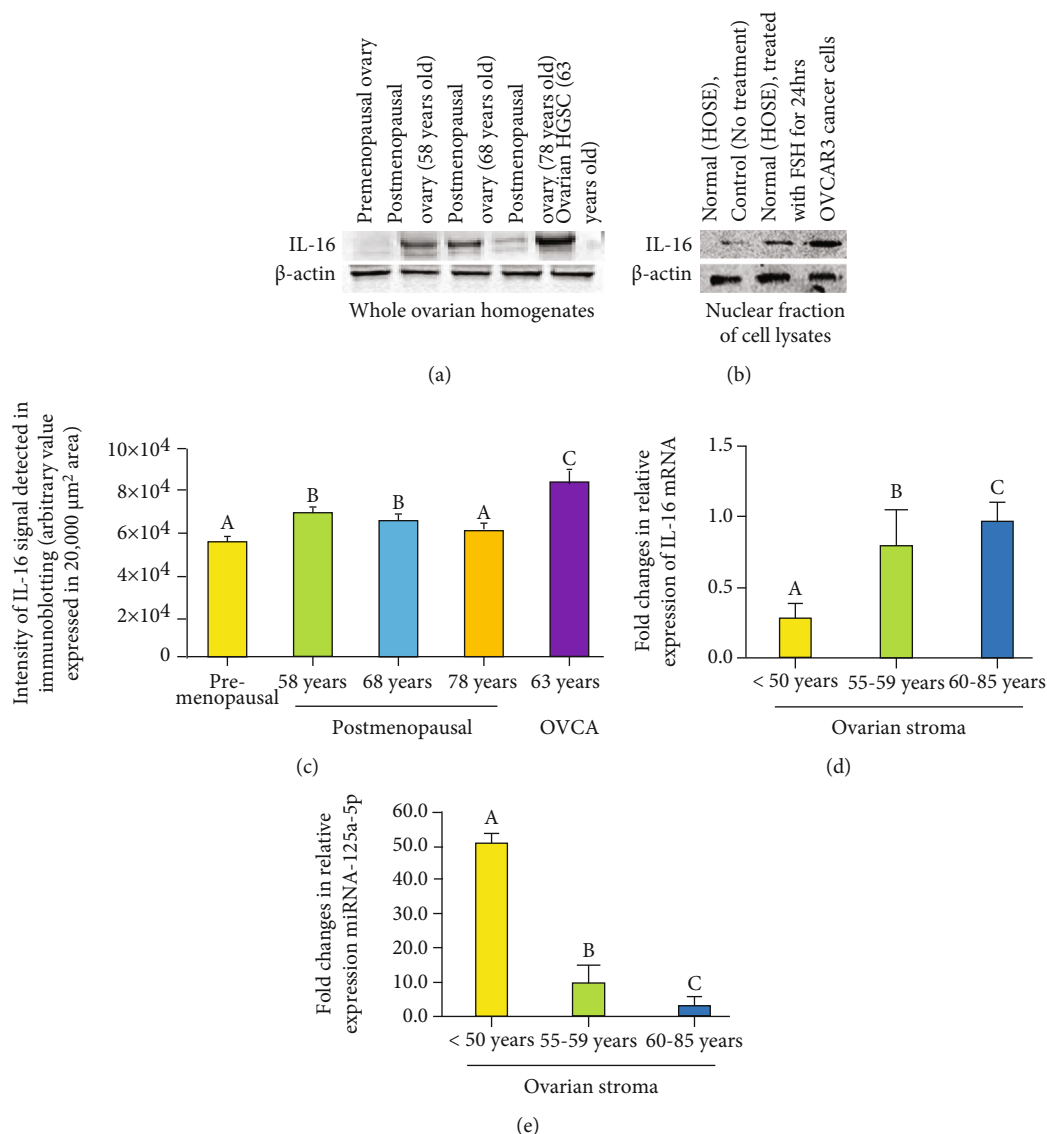 Premenopausal ovary
Postmenopausal
ovary (58 years old)
Postmenopausal
ovary (68 years old)
Postmenopausal
ovary (78 years old)
Ovarian HGSC (63
years old)
IL-16
β-actin
Whole ovarian homogenates
(a)
Normal (HOSE),
Control (No treatment)
Normal (HOSE), treated
with FSH for 24hrs
OVCAR3 cancer cells
IL-16
β-actin
Nuclear fraction
of cell lysates
(b)
Intensity of IL-16 signal detected in
immunoblotting (arbitrary value
expressed in 20,000 μm² area)
10×10⁴
8×10⁴
6×10⁴
4×10⁴
2×10⁴
0
A
B
B
A
C
Pre-
menopausal
58 years
68 years
78 years
63 years
Postmenopausal
OVCA
(c)
Fold changes in relative
expression of IL-16 mRNA
1.5
1.0
0.5
0.0
A
B
C
< 50 years
55-59 years
60-85 years
Ovarian stroma
(d)
Fold changes in relative
expression miRNA-125a-5p
60.0
50.0
40.0
30.0
20.0
10.0
0.0
A
B
C
< 50 years
55-59 years
60-85 years
Ovarian stroma
(e)